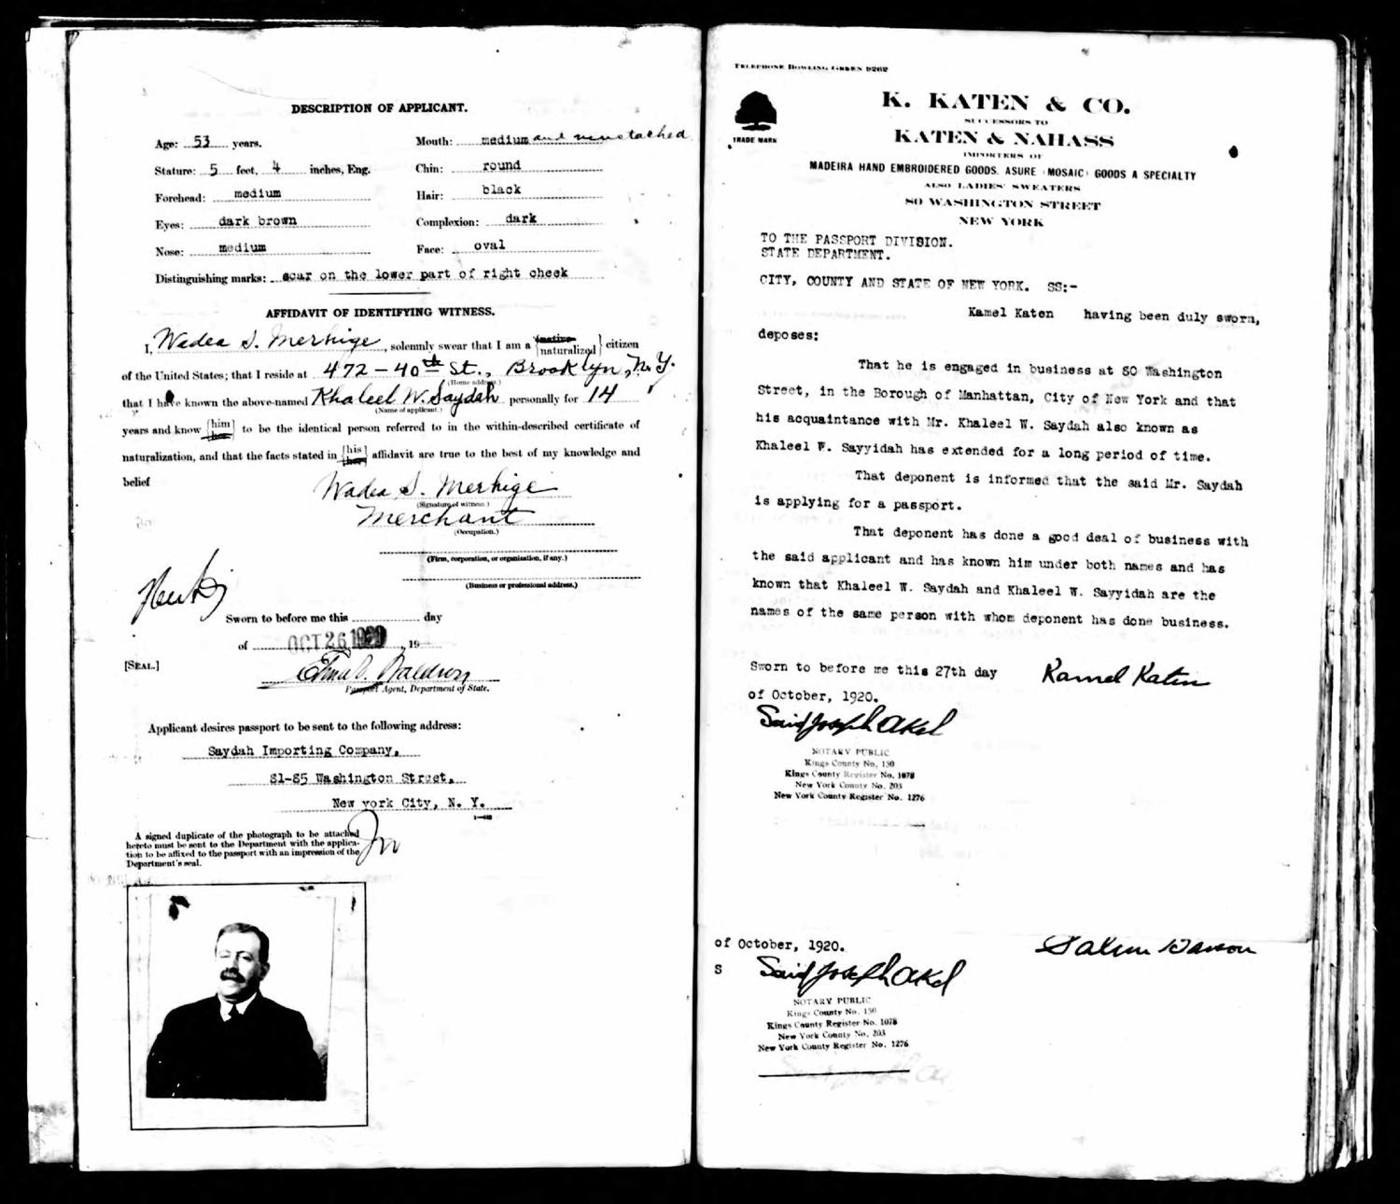 DESCRIPTION OF APPLICANT.
Age: 53 years.
Mouth: medium and mustached
Stature: 5 feet, 4 inches, Eng.
Chin: round
Forehead: medium
Hair: black
Eyes: dark brown
Complexion: dark
Nose: medium
Face: oval
Distinguishing marks: scar on the lower part of right cheek
AFFIDAVIT OF IDENTIFYING WITNESS.
I, Wadea S. Merhige, solemnly swear that I am a native naturalized citizen
of the United States; that I reside at 472 - 40th St., Brooklyn, N.Y.
(Home address.)
that I have known the above-named Khaleel W. Saydah personally for 14
(Name of applicant.)
years and know him her to be the identical person referred to in the within-described certificate of
naturalization, and that the facts stated in his her affidavit are true to the best of my knowledge and
belief
Wadea S. Merhige
(Signature of witness.)
Merchant
(Occupation.)
(Firm, corporation, or organization, if any.)
(Business or professional address,)
Sworn to before me this day
of OCT 26 1920, 19
[SEAL.]
Passport Agent, Department of State.
Applicant desires passport to be sent to the following address:
Saydah Importing Company,
81-85 Washington Street,
New york City, N. Y.
A signed duplicate of the photograph to be attached
hereto must be sent to the Department with the applica-
tion to be affixed to the passport with an impression of the
Department's seal.
TELEPHONE BOWLING GREEN 9262
TRADE MARK
K. KATEN & CO.
SUCCESSORS TO
KATEN & NAHASS
IMPORTERS OF
MADEIRA HAND EMBROIDERED GOODS. ASURE (MOSAIC) GOODS A SPECIALTY
ALSO LADIES' SWEATERS
80 WASHINGTON STREET
NEW YORK
TO THE PASSPORT DIVISION.
STATE DEPARTMENT.
CITY, COUNTY AND STATE OF NEW YORK. SS:-
Kamel Katen having been duly sworn,
deposes:
That he is engaged in business at 80 Washington
Street, in the Borough of Manhattan, City of New York and that
his acquaintance with Mr. Khaleel W. Saydah also known as
Khaleel W. Sayyidah has extended for a long period of time.
That deponent is informed that the said Mr. Saydah
is applying for a passport.
That deponent has done a good deal of business with
the said applicant and has known him under both names and has
known that Khaleel W. Saydah and Khaleel W. Sayyidah are the
names of the same person with whom deponent has done business.
Sworn to before me this 27th day
Kamel Katen
of October, 1920.
Said Joseph Akel
NOTARY PUBLIC
Kings County No. 150
Kings County Register No. 1078
New York County No. 203
New York County Register No. 1276
of October, 1920.
S
Said Joseph Akel
NOTARY PUBLIC
Kings County No. 150
Kings County Register No. 1078
New York County No. 203
New York County Register No. 1276